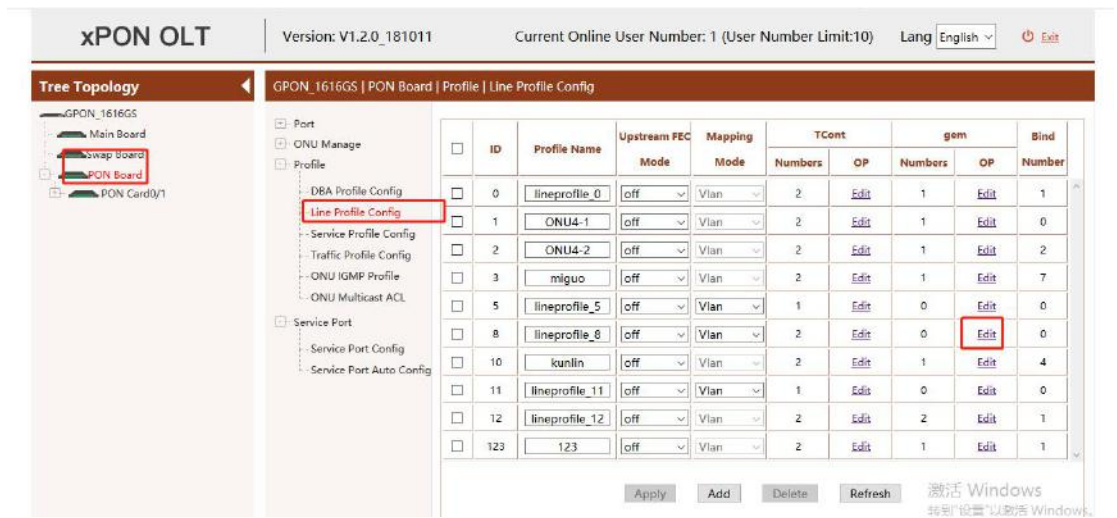 xPON OLT
Version: V1.2.0_181011
Current Online User Number: 1 (User Number Limit:10)
Lang English
Exit
Tree Topology
GPON_1616GS
Main Board
Swap Board
PON Board
PON Card0/1
GPON_1616GS | PON Board | Profile | Line Profile Config
Port
ONU Manage
Profile
DBA Profile Config
Line Profile Config
Service Profile Config
Traffic Profile Config
ONU IGMP Profile
ONU Multicast ACL
Service Port
Service Port Config
Service Port Auto Config
ID Profile Name Upstream FEC Mode Mapping Mode TCont gem Bind Number
Numbers OP Numbers OP
0 lineprofile_0 off Vlan 2 Edit 1 Edit 1
1 ONU4-1 off Vlan 2 Edit 1 Edit 0
2 ONU4-2 off Vlan 2 Edit 1 Edit 2
3 miguo off Vlan 2 Edit 1 Edit 7
5 lineprofile_5 off Vlan 1 Edit 0 Edit 0
8 lineprofile_8 off Vlan 2 Edit 0 Edit 0
10 kunlin off Vlan 2 Edit 1 Edit 4
11 lineprofile_11 off Vlan 1 Edit 0 Edit 0
12 lineprofile_12 off Vlan 2 Edit 2 Edit 1
123 123 off Vlan 2 Edit 1 Edit 1
Apply Add Delete Refresh
激活 Windows
转到"设置"以激活 Windows。